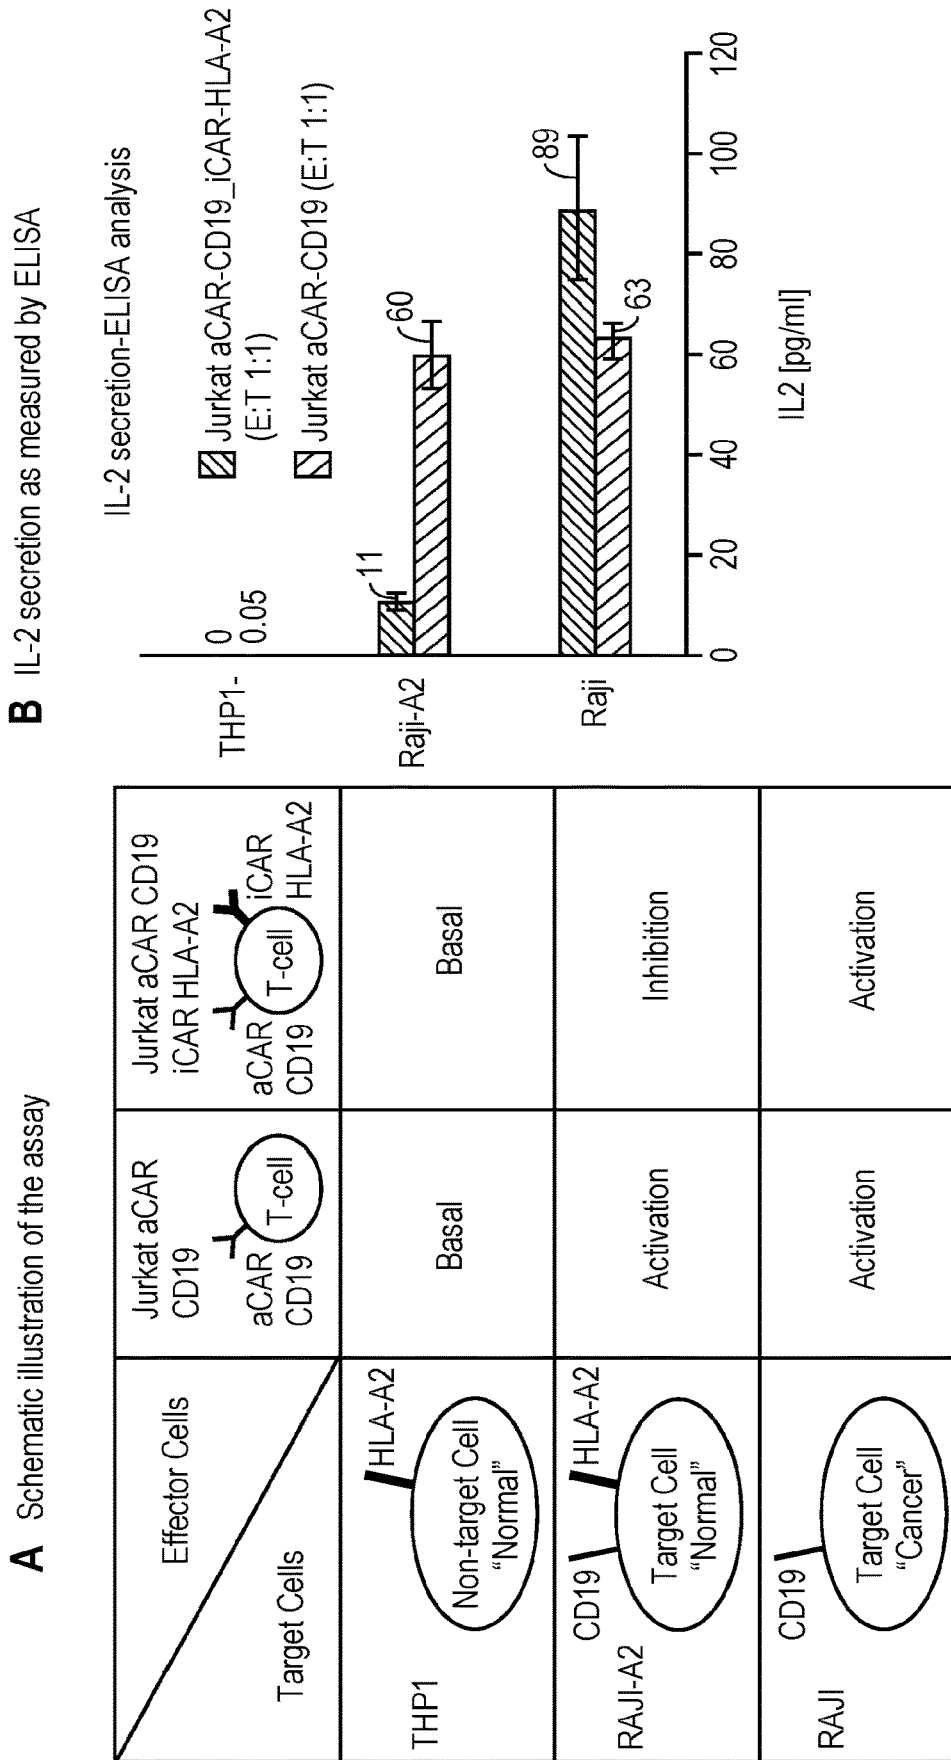 A Schematic illustration of the assay
Effector Cells
Target Cells
Jurkat aCAR
CD19
aCAR
CD19
T-cell
Jurkat aCAR CD19
iCAR HLA-A2
aCAR
CD19
T-cell
iCAR
HLA-A2
THP1
HLA-A2
Non-target Cell
“Normal”
Basal
Basal
RAJI-A2
CD19
HLA-A2
Target Cell
“Normal”
Activation
Inhibition
RAJI
CD19
Target Cell
“Cancer”
Activation
Activation
B IL-2 secretion as measured by ELISA
IL-2 secretion-ELISA analysis
Jurkat aCAR-CD19_iCAR-HLA-A2
(E:T 1:1)
Jurkat aCAR-CD19 (E:T 1:1)
THP1-
0
0.05
Raji-A2
11
60
Raji
89
63
0 20 40 60 80 100 120
IL2 [pg/ml]